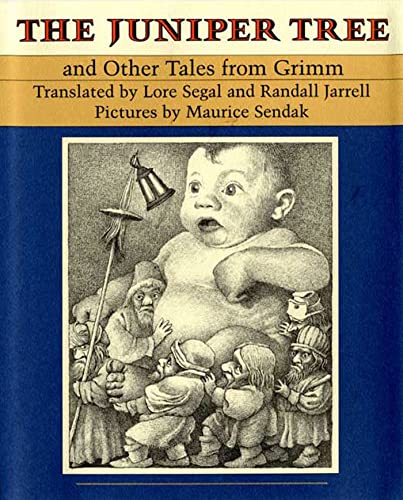 THE JUNIPER TREE
and Other Tales from Grimm
Translated by Lore Segal and Randall Jarrell
Pictures by Maurice Sendak